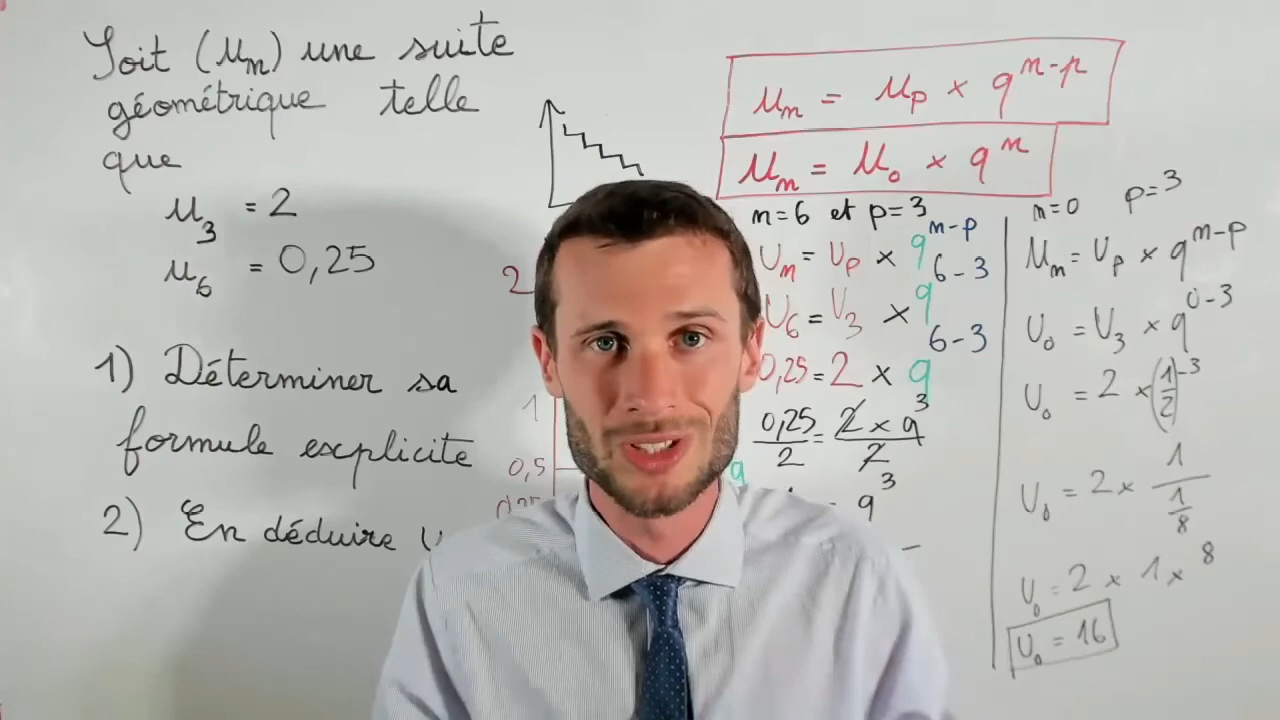 Soit (Un) une suite
géométrique telle
que
U3 = 2
U6 = 0,25
1) Déterminer sa
formule explicite
2) En déduire
2
1
0,5
Un = Up × q^n-p
Un = U0 × q^n
n=6 et p=3
Un = Up × q^n-p
U6 = U3 × q^6-3
0,25 = 2 × q^6-3
0,25/2 = 2 × q^3/2
= q^3
q
n=0 p=3
Un = Up × q^n-p
U0 = U3 × q^0-3
U0 = 2 × (1/2)^-3
U0 = 2 × 1/(1/8)
U0 = 2 × 1 × 8
U0 = 16